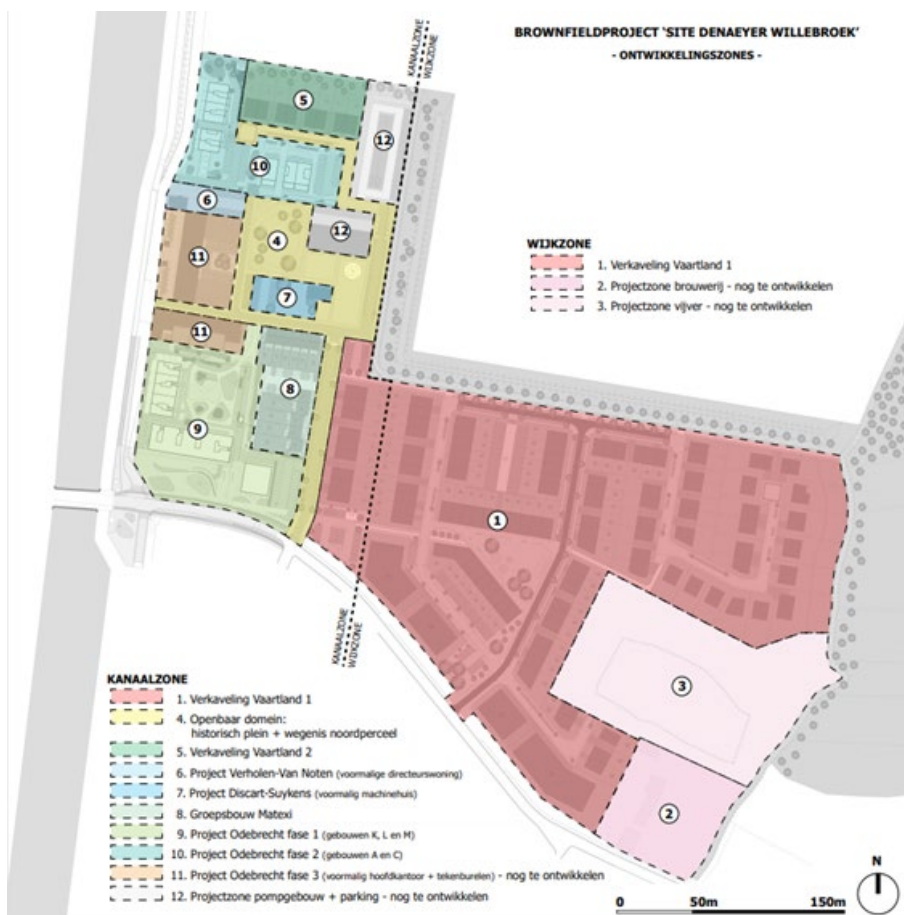 BROWNFIELDPROJECT 'SITE DENAEYER WILLEBROEK'
- ONTWIKKELINGSZONES -
KANAALZONE
WIJKZONE
5
12
10
6
4
12
11
7
11
8
9
1
3
2
WIJKZONE
1. Verkaveling Vaartland 1
2. Projectzone brouwerij - nog te ontwikkelen
3. Projectzone vijver - nog te ontwikkelen
KANAALZONE
WIJKZONE
KANAALZONE
1. Verkaveling Vaartland 1
4. Openbaar domein:
historisch plein + wegenis noordperceel
5. Verkaveling Vaartland 2
6. Project Verholen-Van Noten (voormalige directeurswoning)
7. Project Discart-Suykens (voormalig machinehuis)
8. Groepsbouw Matexi
9. Project Odebrecht fase 1 (gebouwen K, L en M)
10. Project Odebrecht fase 2 (gebouwen A en C)
11. Project Odebrecht fase 3 (voormalig hoofdkantoor + tekenburelen) - nog te ontwikkelen
12. Projectzone pompgebouw + parking - nog te ontwikkelen
0 50m 150m
N